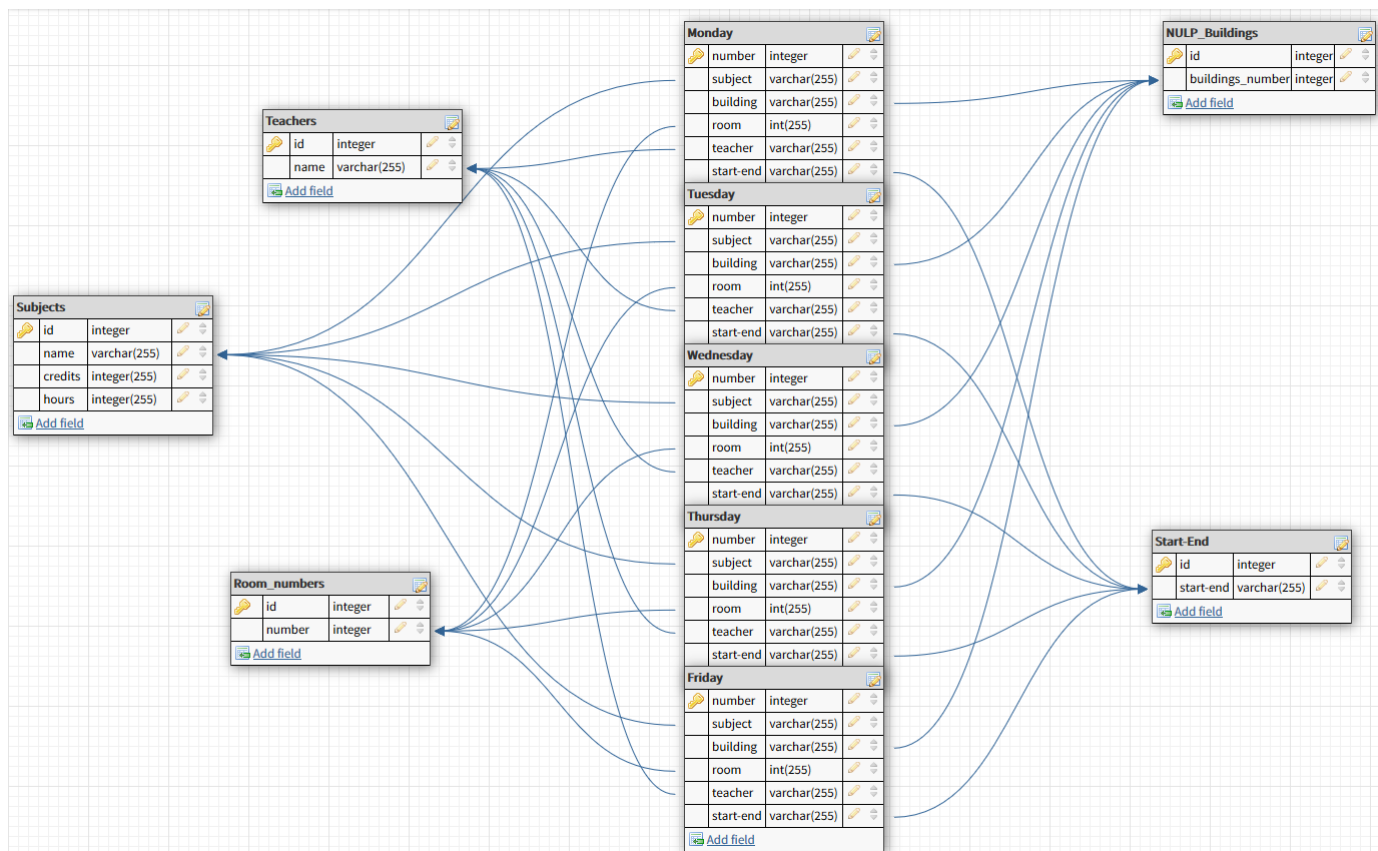 Monday
number integer
subject varchar(255)
building varchar(255)
room int(255)
teacher varchar(255)
start-end varchar(255)
Tuesday
number integer
subject varchar(255)
building varchar(255)
room int(255)
teacher varchar(255)
start-end varchar(255)
Wednesday
number integer
subject varchar(255)
building varchar(255)
room int(255)
teacher varchar(255)
start-end varchar(255)
Thursday
number integer
subject varchar(255)
building varchar(255)
room int(255)
teacher varchar(255)
start-end varchar(255)
Friday
number integer
subject varchar(255)
building varchar(255)
room int(255)
teacher varchar(255)
start-end varchar(255)
Add field
NULP_Buildings
id integer
buildings_number integer
Add field
Teachers
id integer
name varchar(255)
Add field
Subjects
id integer
name varchar(255)
credits integer(255)
hours integer(255)
Add field
Room_numbers
id integer
number integer
Add field
Start-End
id integer
start-end varchar(255)
Add field